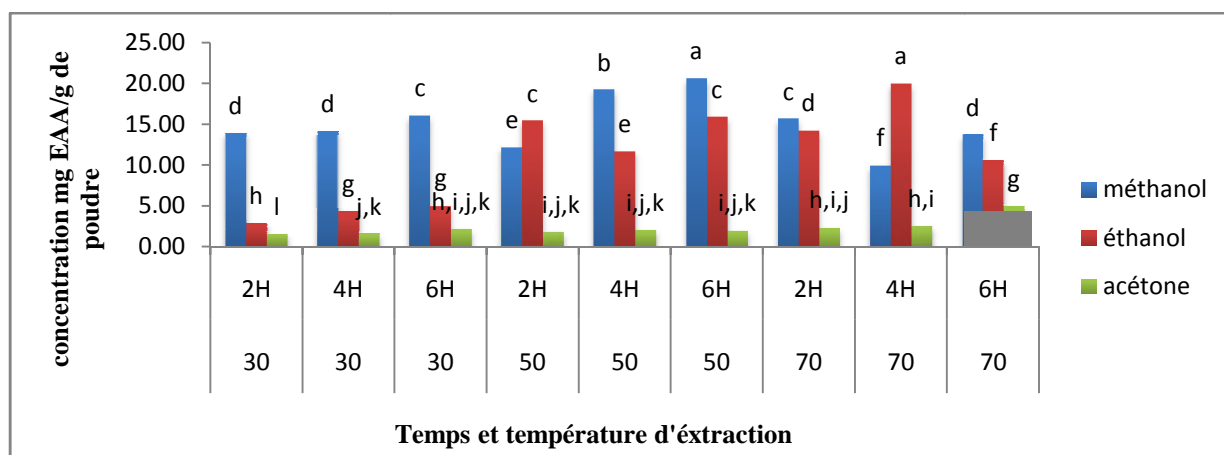 concentration mg EAA/g de
poudre
25.00
20.00
15.00
10.00
5.00
0.00
d
h
l
d
g
j,k
c
g
h,i,j,k
e
c
i,j,k
b
e
i,j,k
a
c
i,j,k
c
d
h,i,j
f
a
h,i
d
f
g
2H 4H 6H 2H 4H 6H 2H 4H 6H
30 30 30 50 50 50 70 70 70
Temps et température d'éxtraction
méthanol
éthanol
acétone